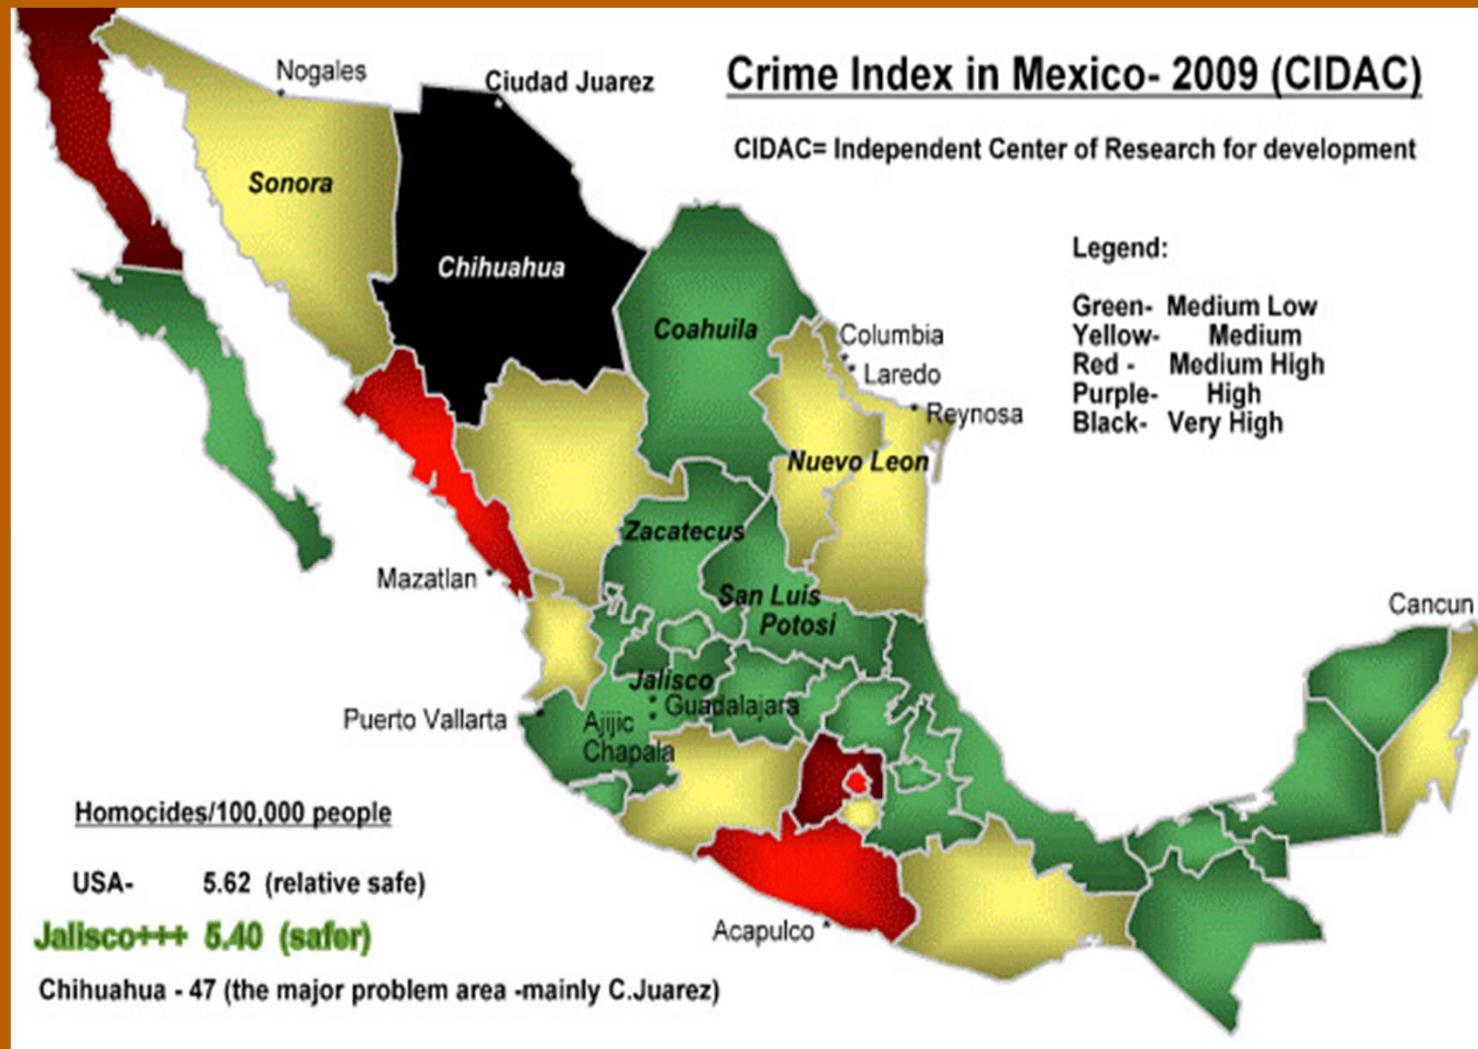 Crime Index in Mexico- 2009 (CIDAC)
CIDAC= Independent Center of Research for development
Nogales
Ciudad Juarez
Sonora
Chihuahua
Coahuila
Columbia
Laredo
Reynosa
Nuevo Leon
Legend:
Green- Medium Low
Yellow- Medium
Red - Medium High
Purple- High
Black- Very High
Zacatecus
Mazatlan
San Luis
Potosi
Cancun
Jalisco
Guadalajara
Puerto Vallarta
Ajijic
Chapala
Acapulco
Homocides/100,000 people
USA- 5.62 (relative safe)
Jalisco+++ 5.40 (safer)
Chihuahua - 47 (the major problem area -mainly C.Juarez)